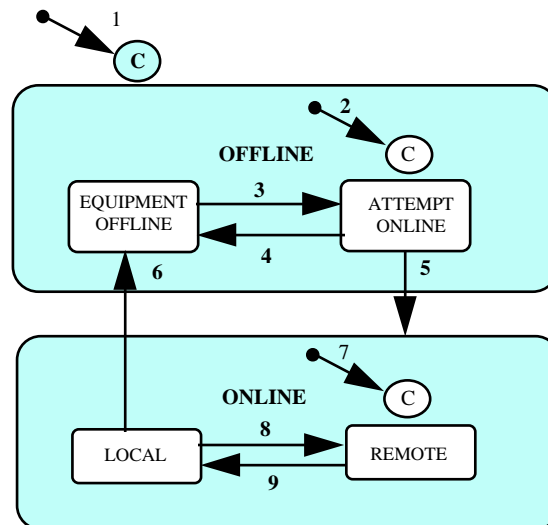 1
C
2
OFFLINE
C
EQUIPMENT
OFFLINE
3
ATTEMPT
ONLINE
4
6
5
7
ONLINE
C
8
LOCAL
REMOTE
9